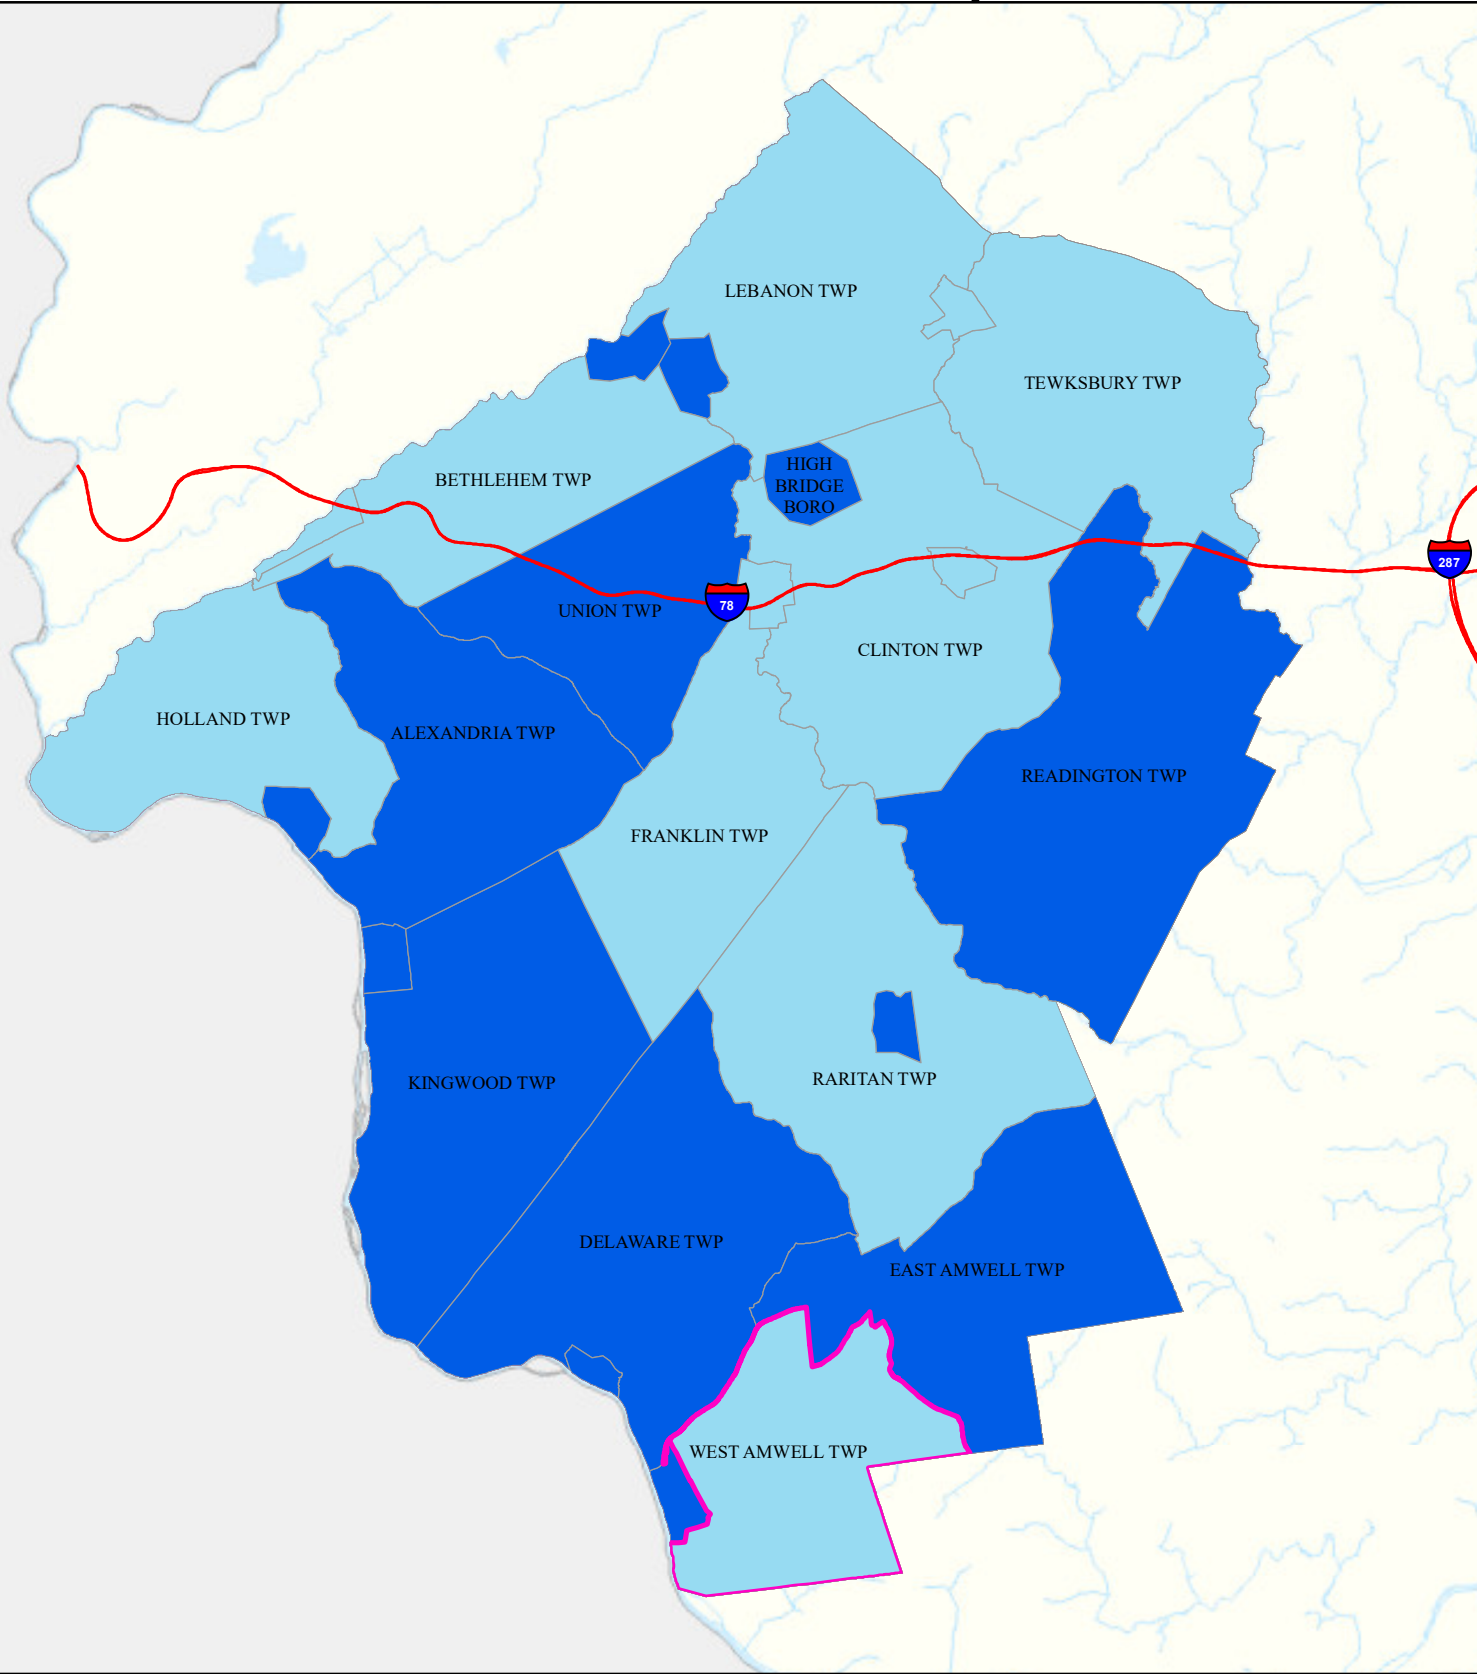 LEBANON TWP
TEWKSBURY TWP
HIGH
BRIDGE
BORO
BETHLEHEM TWP
287
78
UNION TWP
CLINTON TWP
HOLLAND TWP
ALEXANDRIA TWP
READINGTON TWP
FRANKLIN TWP
KINGWOOD TWP
RARITAN TWP
DELAWARE TWP
EAST AMWELL TWP
WEST AMWELL TWP